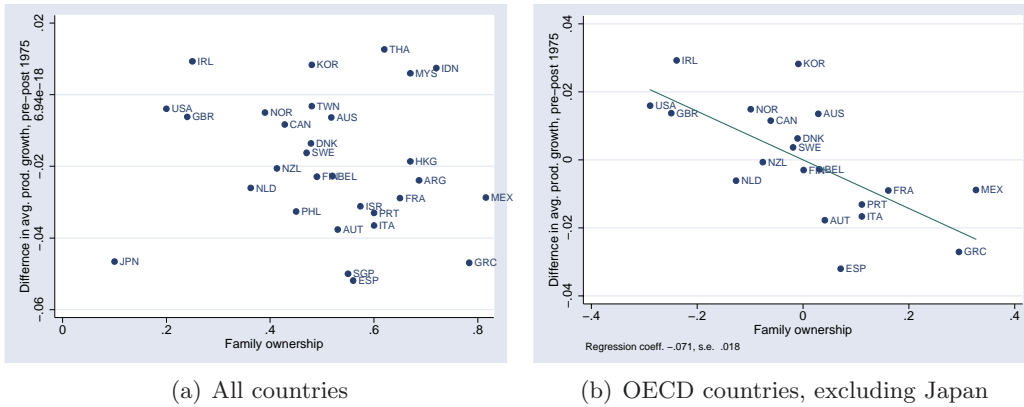 Differnce in avg. prod. growth, pre−post 1975
.02
6.94e−18
−.02
−.04
−.06
THA
IRL
KOR
IDN
MYS
USA
TWN
GBR
NOR
AUS
CAN
DNK
SWE
HKG
NZL
FIN
BEL
ARG
NLD
FRA
MEX
ISR
PHL
PRT
ITA
AUT
JPN
GRC
SGP
ESP
0
.2
.4
.6
.8
Family ownership
(a) All countries
Differnce in avg. prod. growth, pre−post 1975
.04
.02
0
−.02
−.04
IRL
KOR
USA
NOR
GBR
AUS
CAN
DNK
SWE
NZL
FIN
BEL
NLD
FRA
MEX
PRT
AUT
ITA
GRC
ESP
−.4
−.2
0
.2
.4
Family ownership
Regression coeff. −.071, s.e. .018
(b) OECD countries, excluding Japan